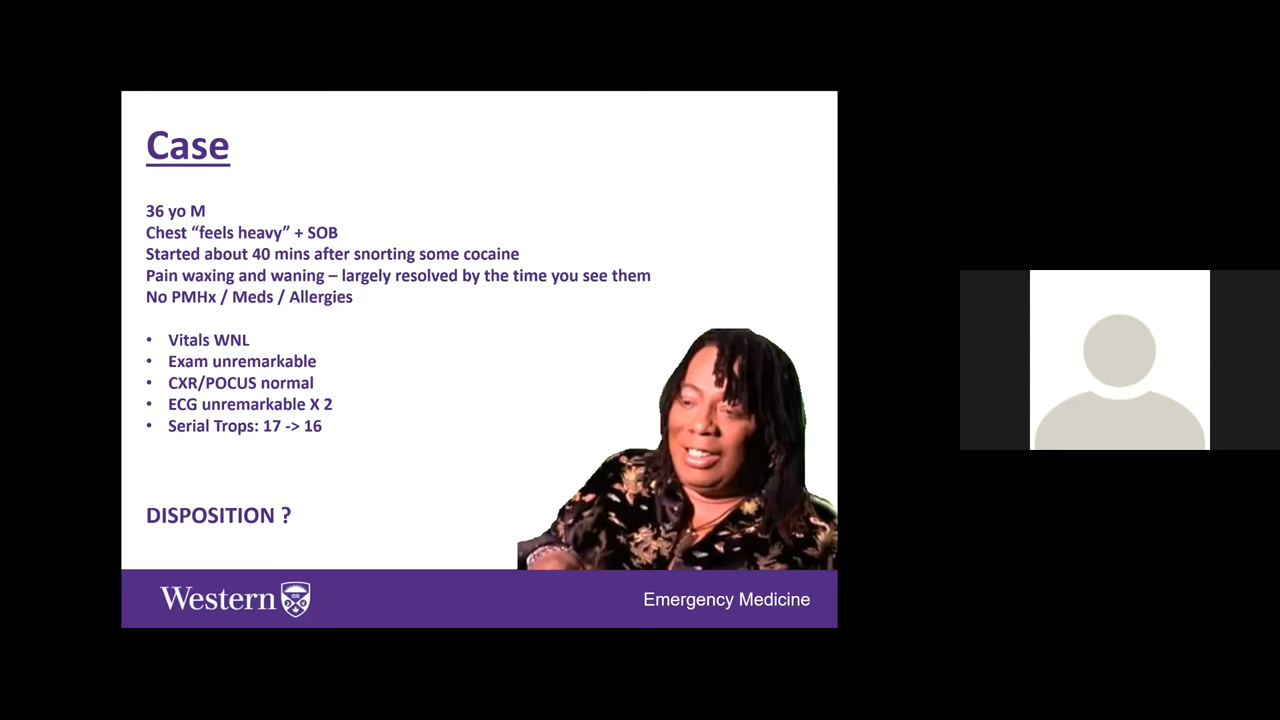 Case
36 yo M
Chest “feels heavy” + SOB
Started about 40 mins after snorting some cocaine
Pain waxing and waning – largely resolved by the time you see them
No PMHx / Meds / Allergies
• Vitals WNL
• Exam unremarkable
• CXR/POCUS normal
• ECG unremarkable X 2
• Serial Trops: 17 -> 16
DISPOSITION ?
Western
Emergency Medicine